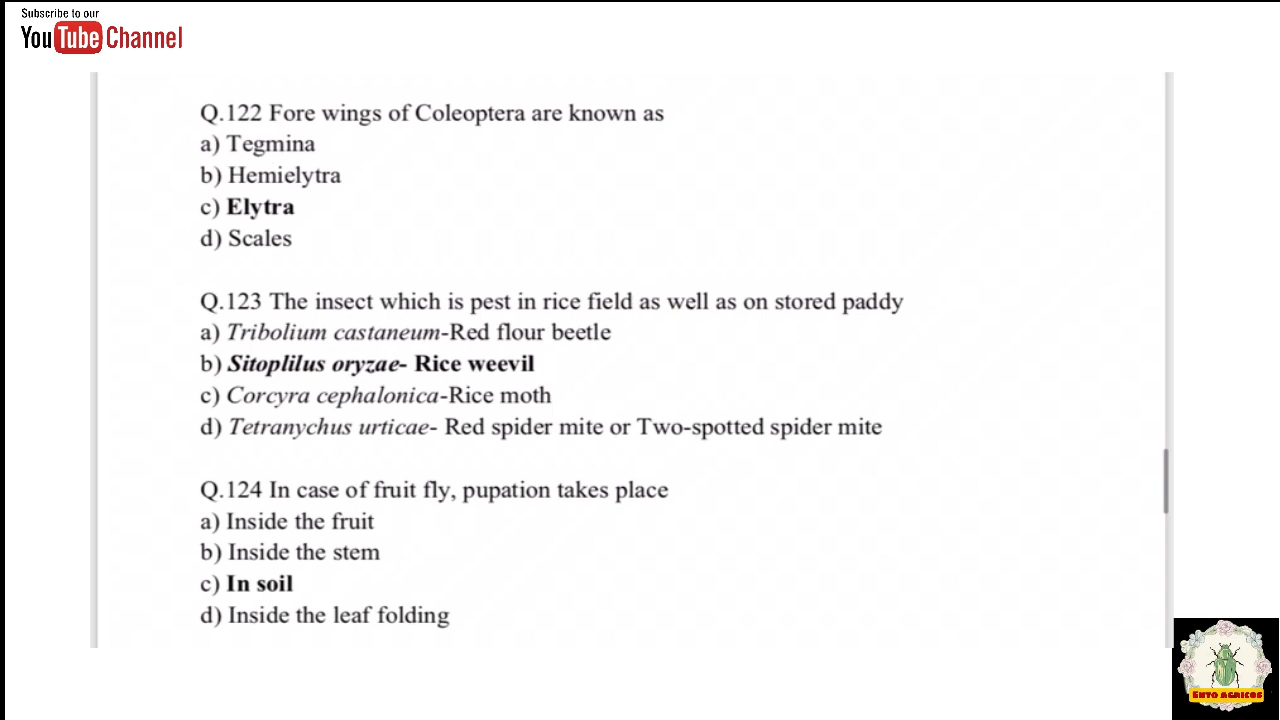 Subscribe to our
YouTube Channel
Q.122 Fore wings of Coleoptera are known as
a) Tegmina
b) Hemielytra
c) Elytra
d) Scales
Q.123 The insect which is pest in rice field as well as on stored paddy
a) Tribolium castaneum-Red flour beetle
b) Sitoplilus oryzae- Rice weevil
c) Corcyra cephalonica-Rice moth
d) Tetranychus urticae- Red spider mite or Two-spotted spider mite
Q.124 In case of fruit fly, pupation takes place
a) Inside the fruit
b) Inside the stem
c) In soil
d) Inside the leaf folding
ENTO AGRICOS